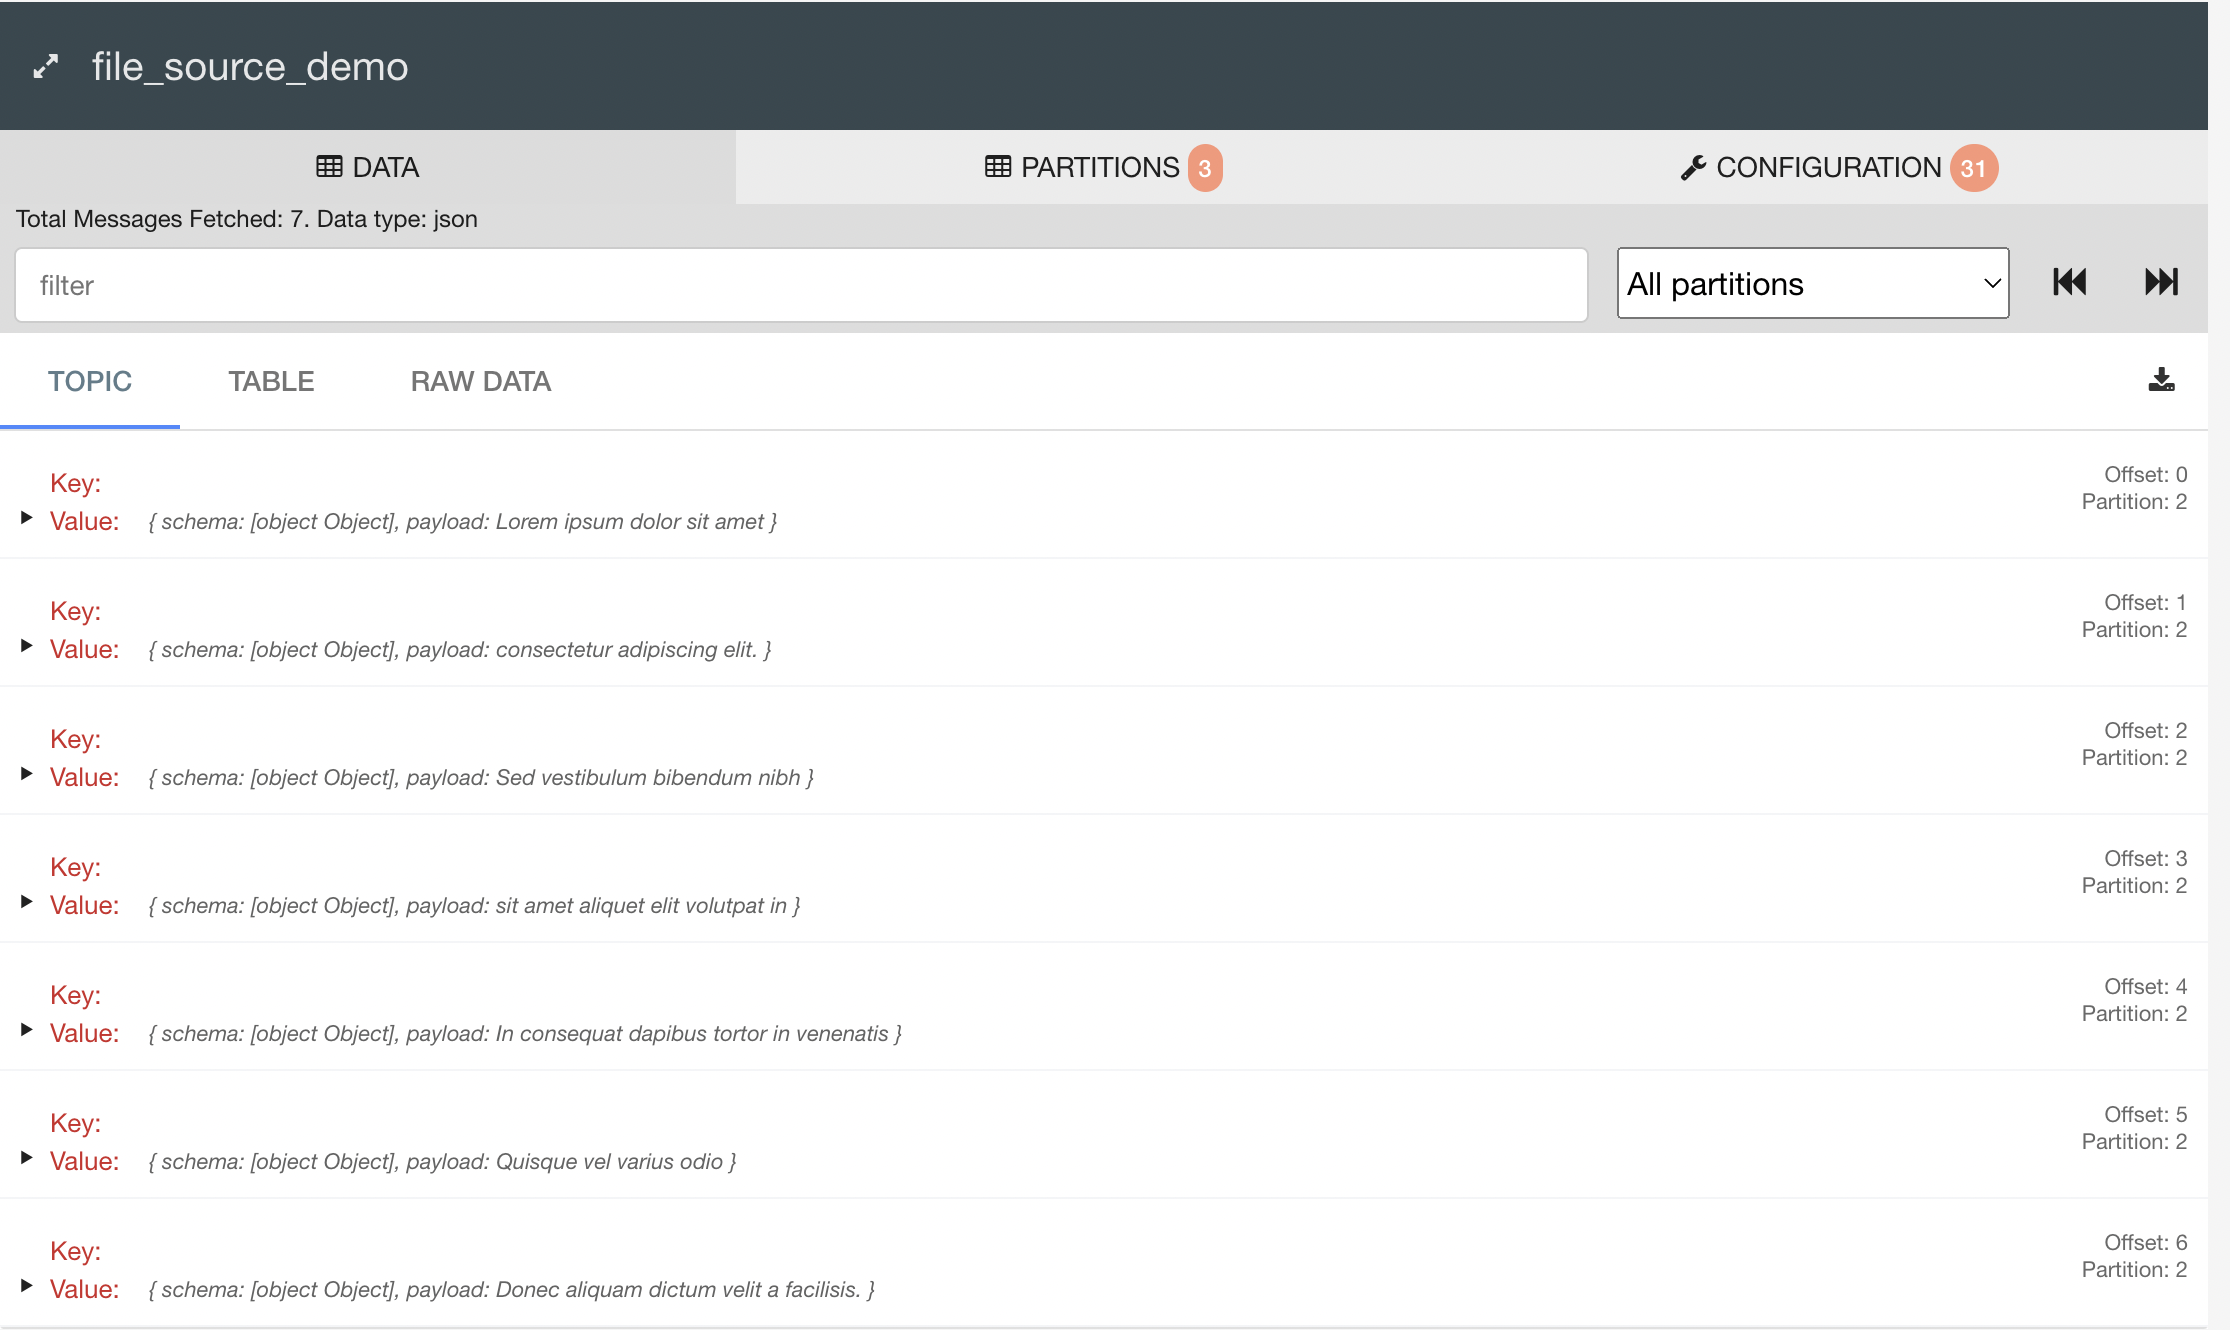 file_source_demo
DATA
PARTITIONS 3
CONFIGURATION 31
Total Messages Fetched: 7. Data type: json
filter
All partitions
TOPIC
TABLE
RAW DATA
Key:
Value: { schema: [object Object], payload: Lorem ipsum dolor sit amet }
Offset: 0
Partition: 2
Key:
Value: { schema: [object Object], payload: consectetur adipiscing elit. }
Offset: 1
Partition: 2
Key:
Value: { schema: [object Object], payload: Sed vestibulum bibendum nibh }
Offset: 2
Partition: 2
Key:
Value: { schema: [object Object], payload: sit amet aliquet elit volutpat in }
Offset: 3
Partition: 2
Key:
Value: { schema: [object Object], payload: In consequat dapibus tortor in venenatis }
Offset: 4
Partition: 2
Key:
Value: { schema: [object Object], payload: Quisque vel varius odio }
Offset: 5
Partition: 2
Key:
Value: { schema: [object Object], payload: Donec aliquam dictum velit a facilisis. }
Offset: 6
Partition: 2